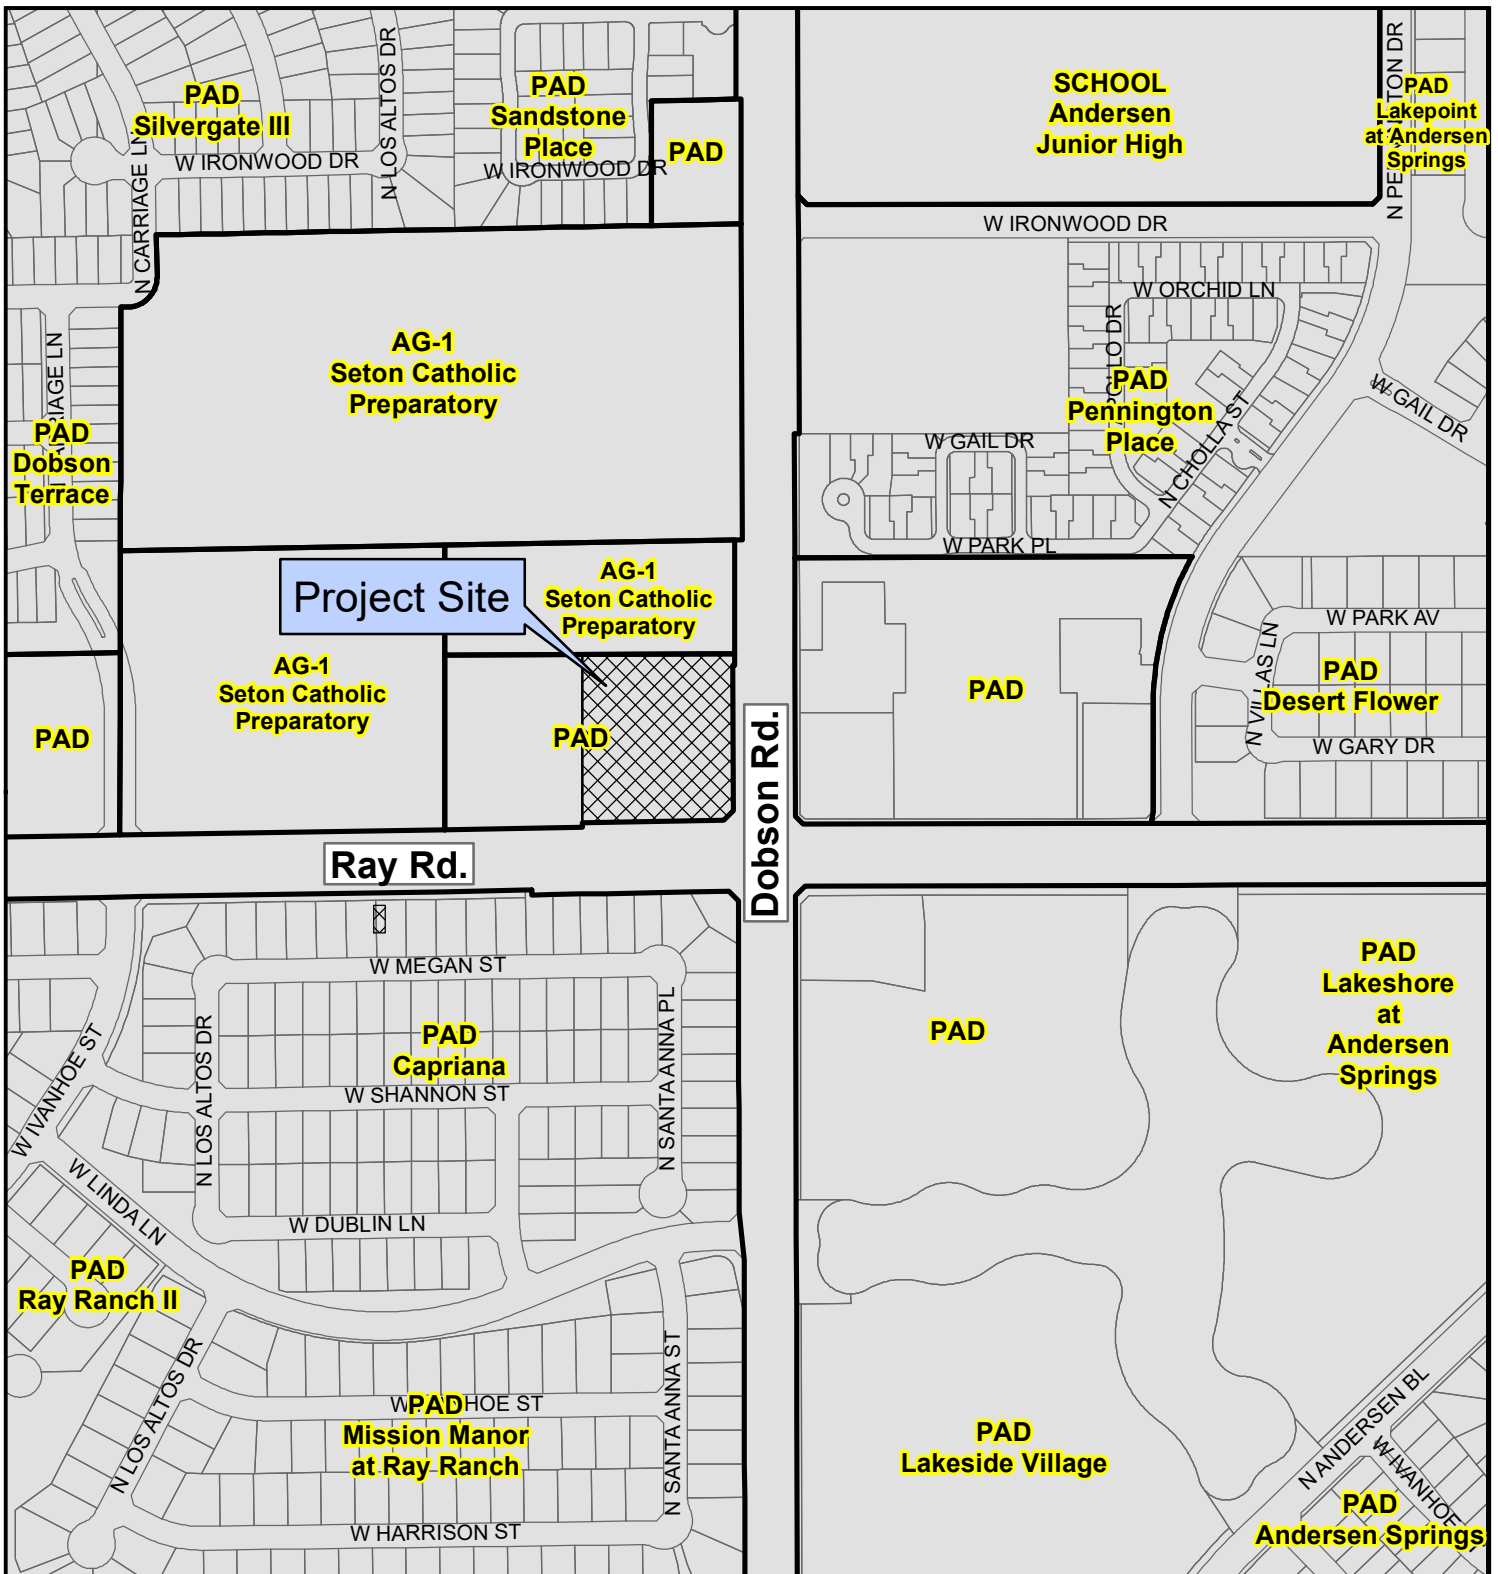 PAD
Silvergate III
N LOS ALTOS DR
PAD
Sandstone
Place
SCHOOL
Andersen
Junior High
PAD
Lakepoint
at Andersen
Springs
PAD
W IRONWOOD DR
W IRONWOOD DR
N CARRIAGE LN
W IRONWOOD DR
W ORCHID LN
AG-1
Seton Catholic
Preparatory
PAD
Pennington
Place
W GAIL DR
PAD
Dobson
Terrace
W GAIL DR
N CHOLLA ST
W PARK PL
Project Site
AG-1
Seton Catholic
Preparatory
W PARK AV
AG-1
Seton Catholic
Preparatory
PAD
Desert Flower
PAD
PAD
PAD
W GARY DR
Dobson Rd.
Ray Rd.
W MEGAN ST
PAD
Lakeshore
at
Andersen
Springs
PAD
Capriana
PAD
N LOS ALTOS DR
N SANTA ANNA PL
W IVANHOE ST
W SHANNON ST
W LINDA LN
W DUBLIN LN
PAD
Ray Ranch II
N LOS ALTOS DR
N SANTA ANNA ST
PAD
Mission Manor
at Ray Ranch
PAD
Lakeside Village
N ANDERSEN BL
W IVANHOE
PAD
Andersen Springs
W HARRISON ST